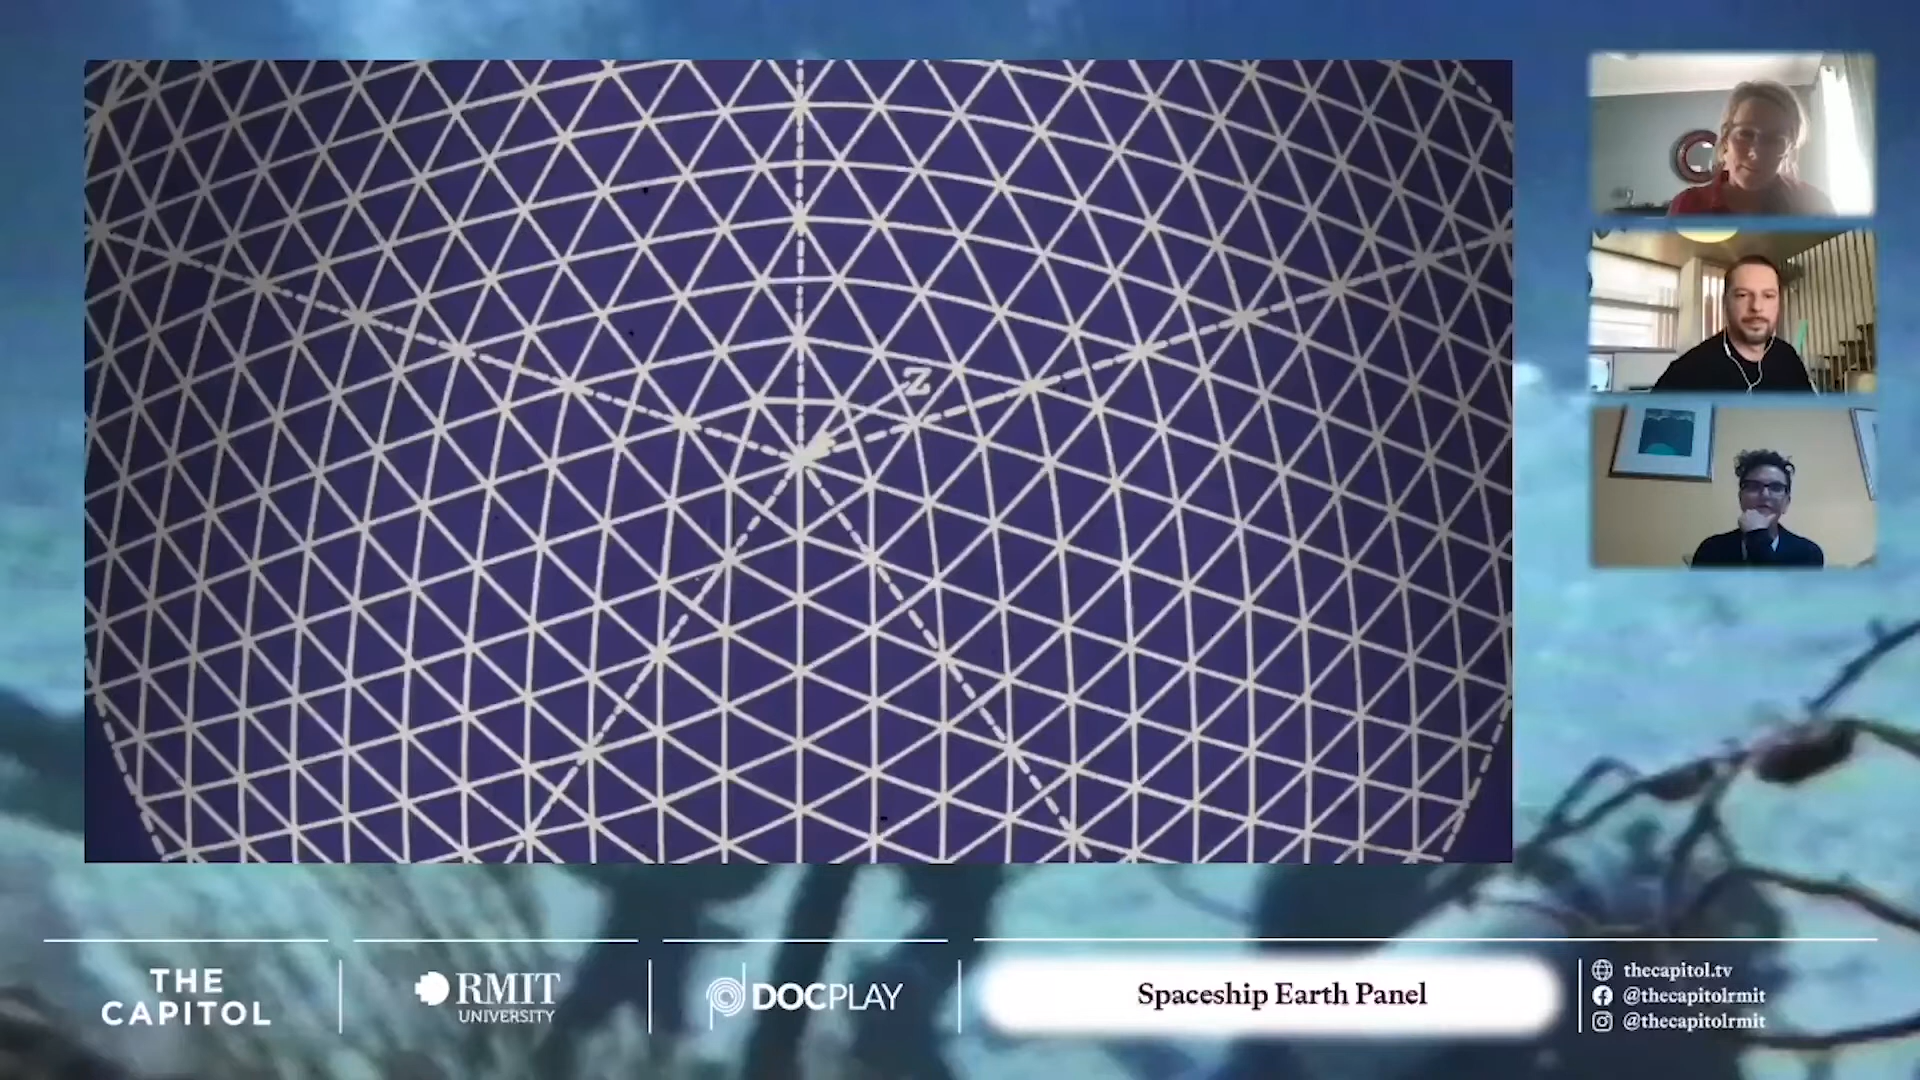 Z
THE
CAPITOL
RMIT
UNIVERSITY
DOCPLAY
Spaceship Earth Panel
thecapitol.tv
@thecapitolrmit
@thecapitolrmit